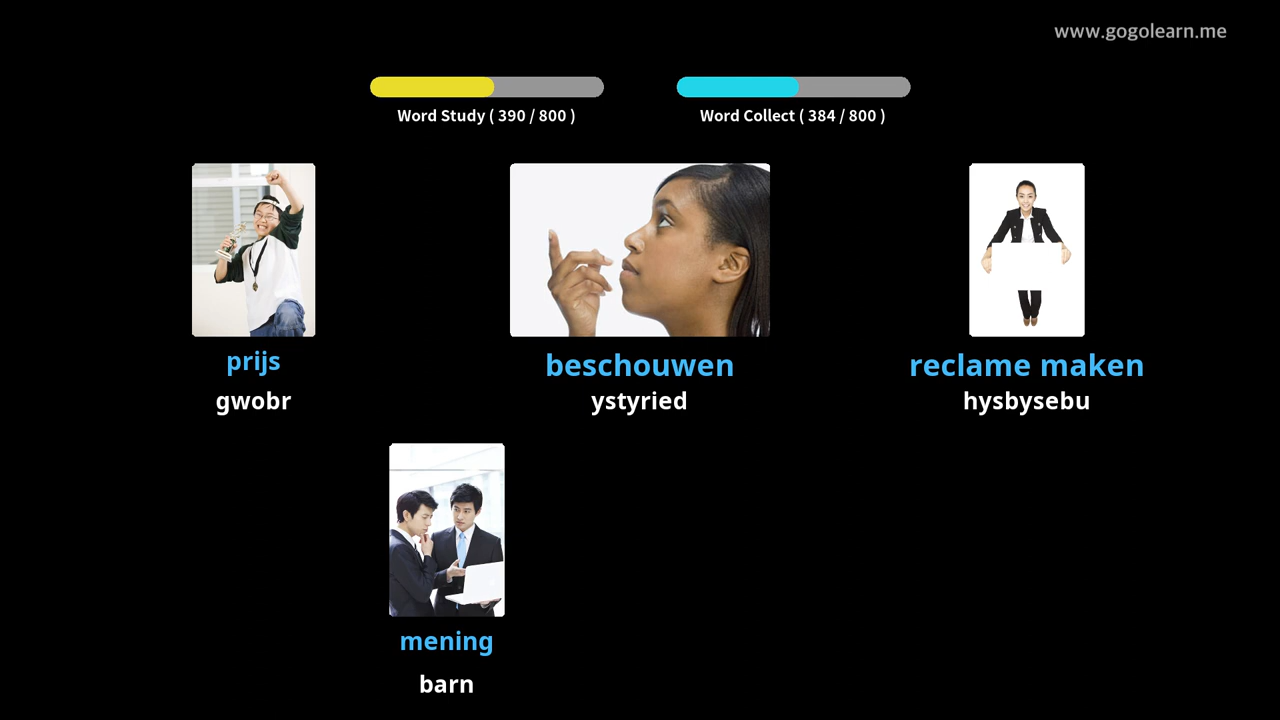 www.gogolearn.me
Word Study ( 390 / 800 )
Word Collect ( 384 / 800 )
prijs
gwobr
beschouwen
ystyried
reclame maken
hysbysebu
mening
barn